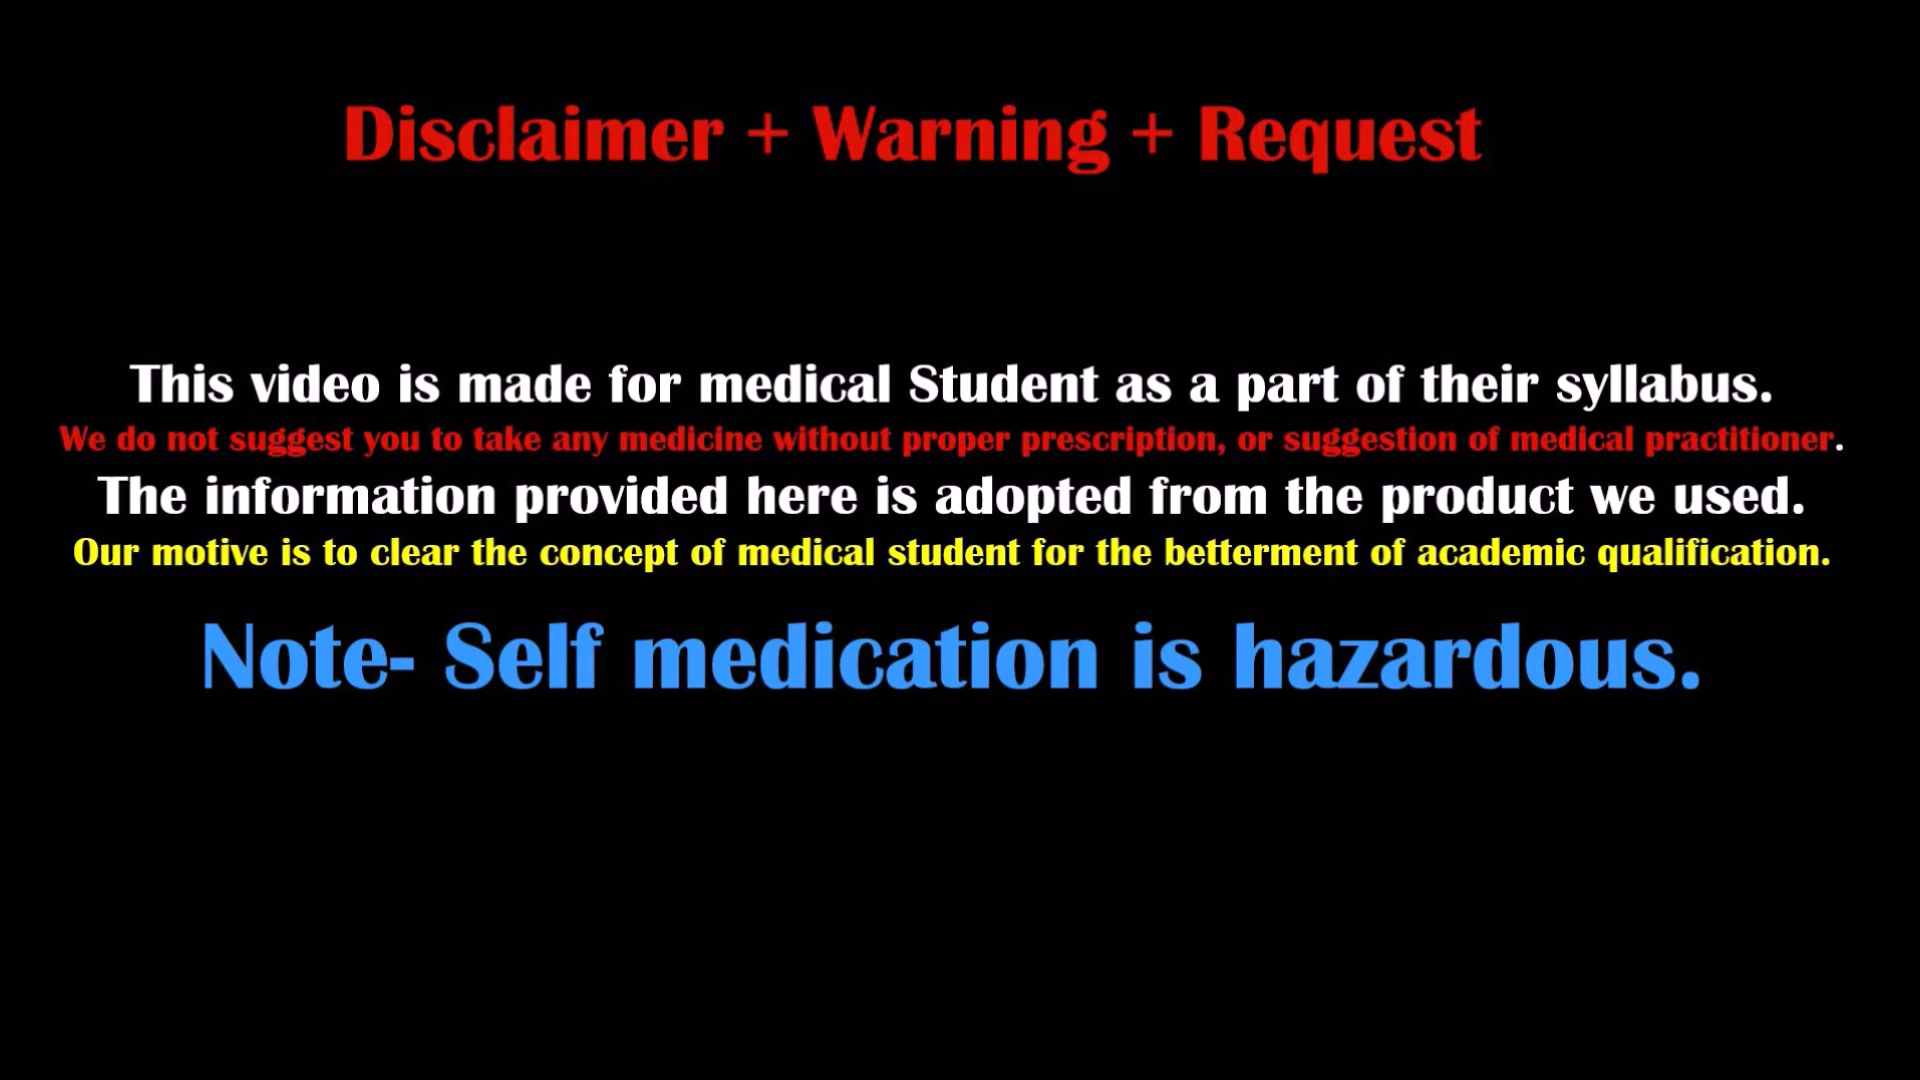 Disclaimer + Warning + Request
This video is made for medical Student as a part of their syllabus.
We do not suggest you to take any medicine without proper prescription, or suggestion of medical practitioner.
The information provided here is adopted from the product we used.
Our motive is to clear the concept of medical student for the betterment of academic qualification.
Note- Self medication is hazardous.